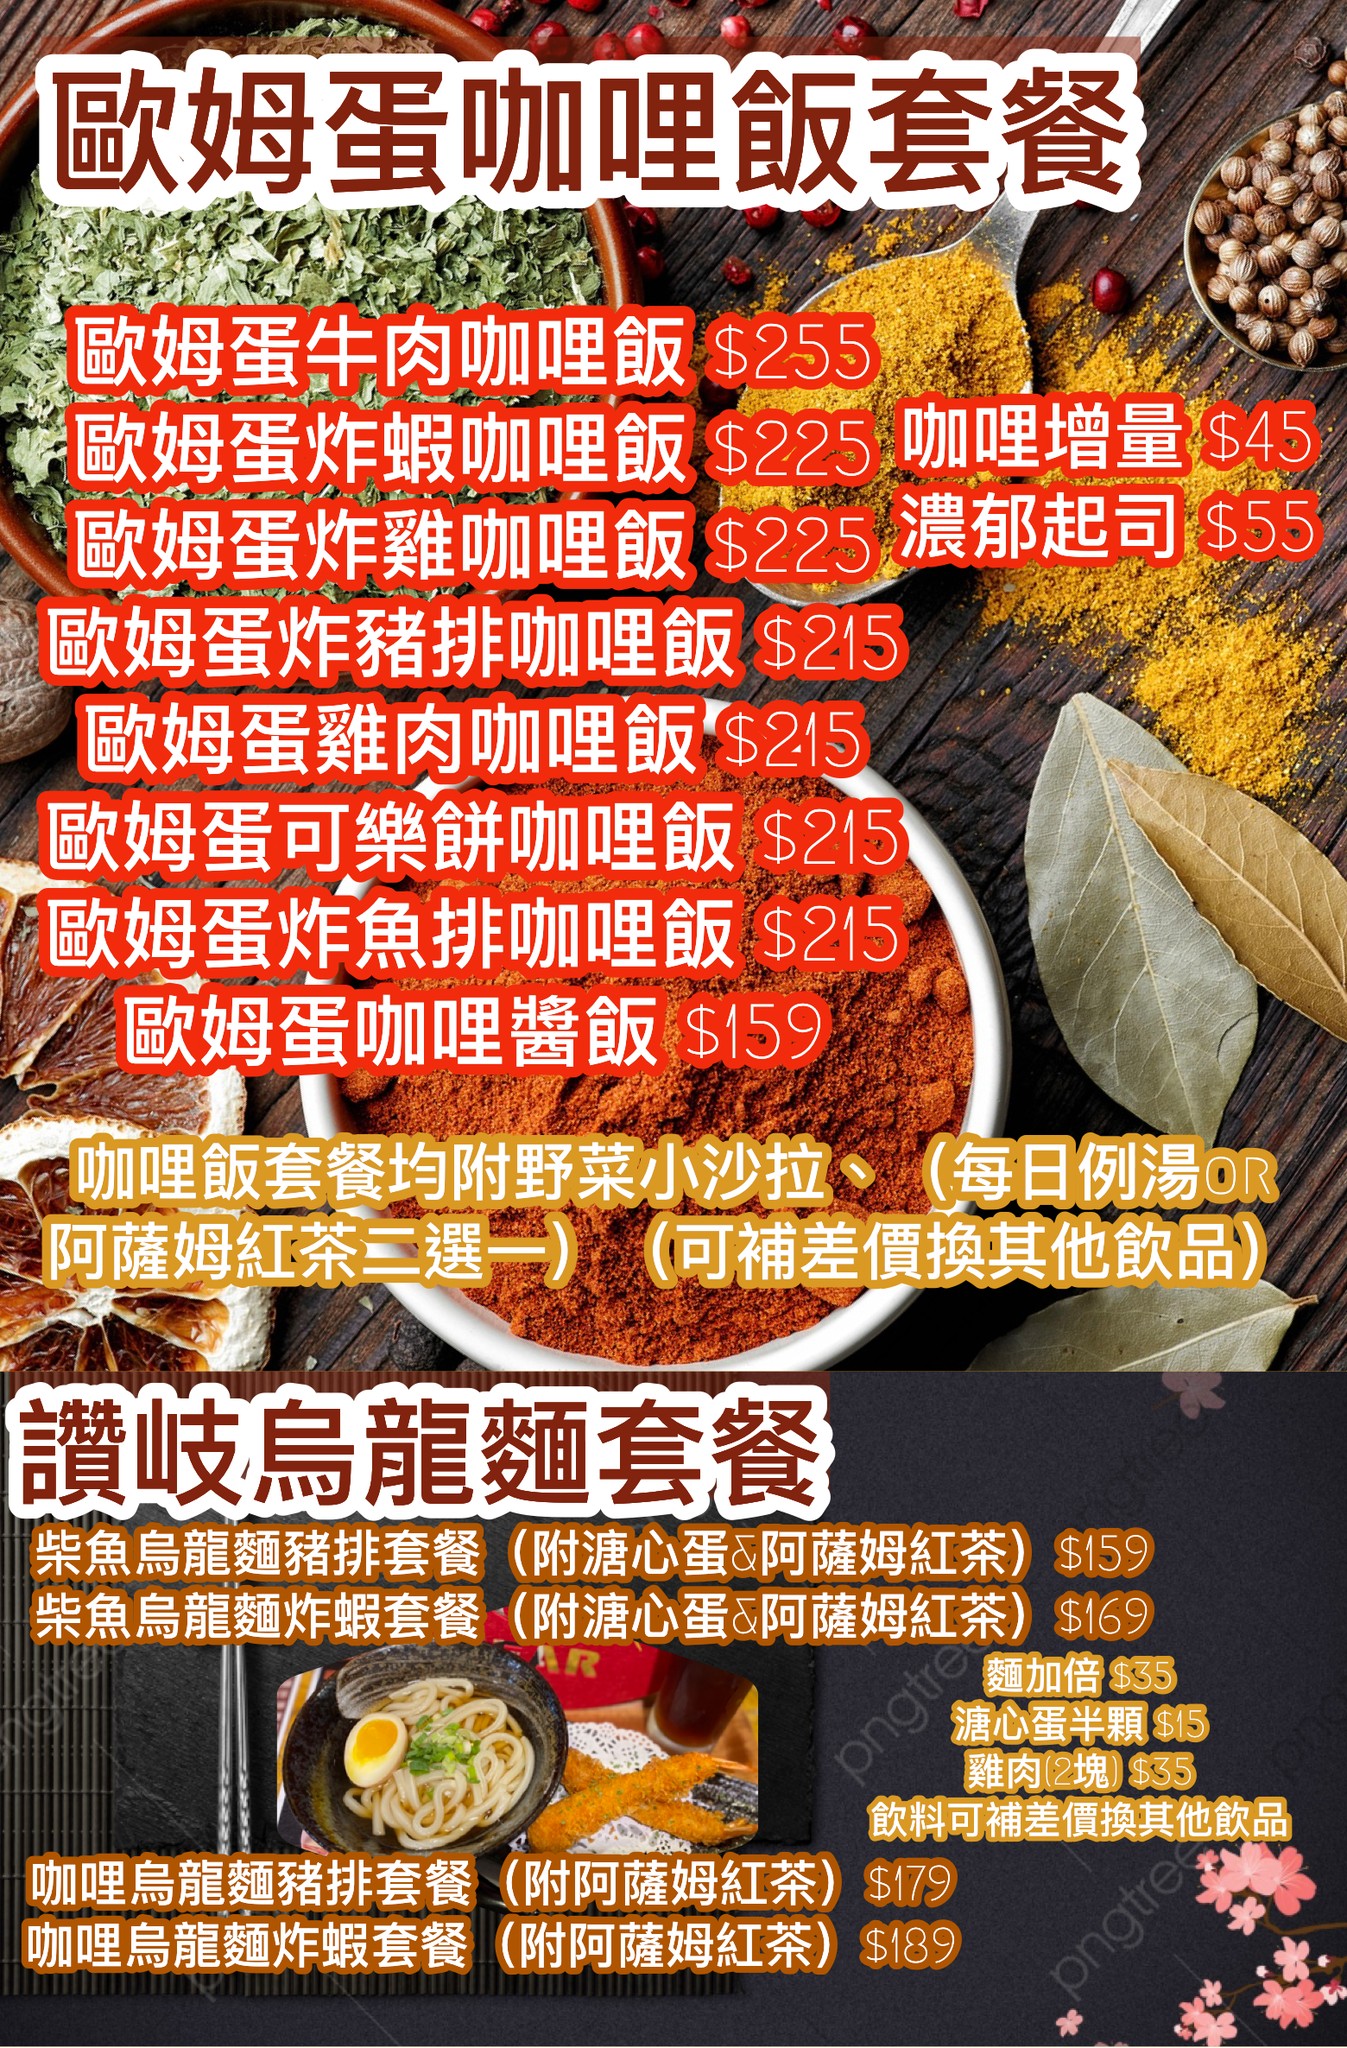 歐姆蛋咖哩飯套餐
歐姆蛋牛肉咖哩飯 $255
歐姆蛋炸蝦咖哩飯 $225
歐姆蛋炸雞咖哩飯 $225
歐姆蛋炸豬排咖哩飯 $215
歐姆蛋雞肉咖哩飯 $215
歐姆蛋可樂餅咖哩飯 $215
歐姆蛋炸魚排咖哩飯 $215
歐姆蛋咖哩醬飯 $159
咖哩增量 $45
濃郁起司 $55
咖哩飯套餐均附野菜小沙拉、（每日例湯OR
阿薩姆紅茶二選一）（可補差價換其他飲品）
讚岐烏龍麵套餐
柴魚烏龍麵豬排套餐（附溏心蛋&阿薩姆紅茶）$159
柴魚烏龍麵炸蝦套餐（附溏心蛋&阿薩姆紅茶）$169
麵加倍 $35
溏心蛋半顆 $15
雞肉(2塊) $35
飲料可補差價換其他飲品
咖哩烏龍麵豬排套餐（附阿薩姆紅茶）$179
咖哩烏龍麵炸蝦套餐（附阿薩姆紅茶）$189
pngtree